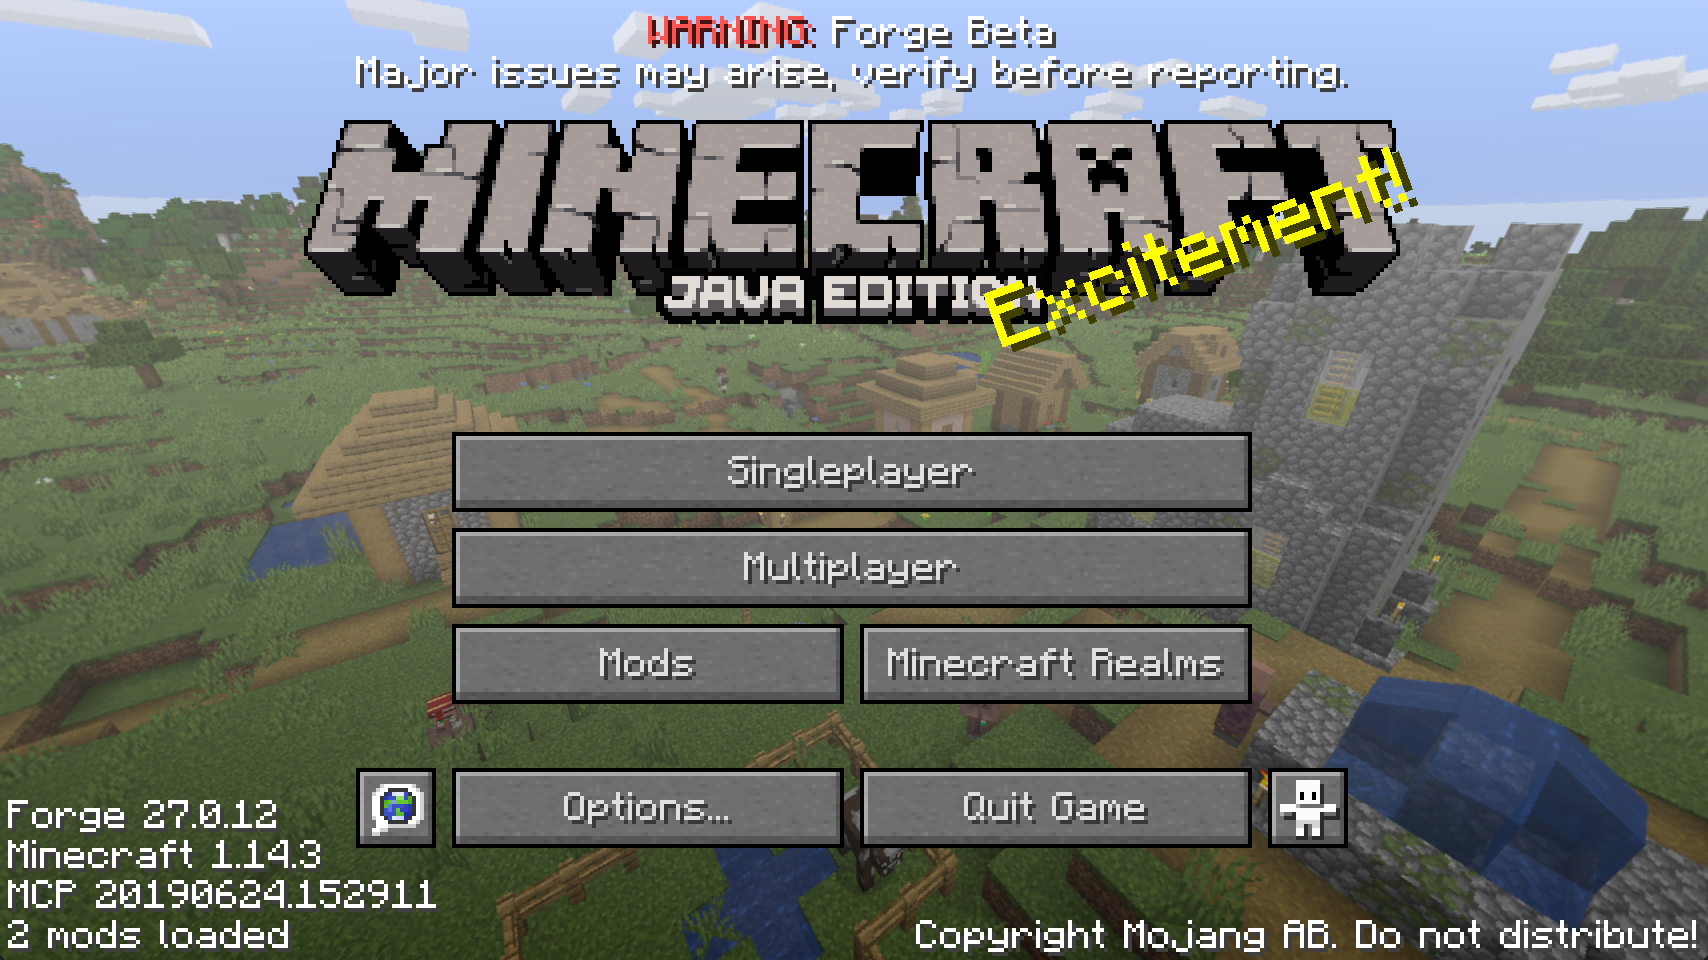 WARNING: Forge Beta
Major issues may arise, verify before reporting.
MINECRAFT
JAVA EDITION
Excitement!
Singleplayer
Multiplayer
Mods
Minecraft Realms
Options...
Quit Game
Forge 27.0.12
Minecraft 1.14.3
MCP 20190624.152911
2 mods loaded
Copyright Mojang AB. Do not distribute!